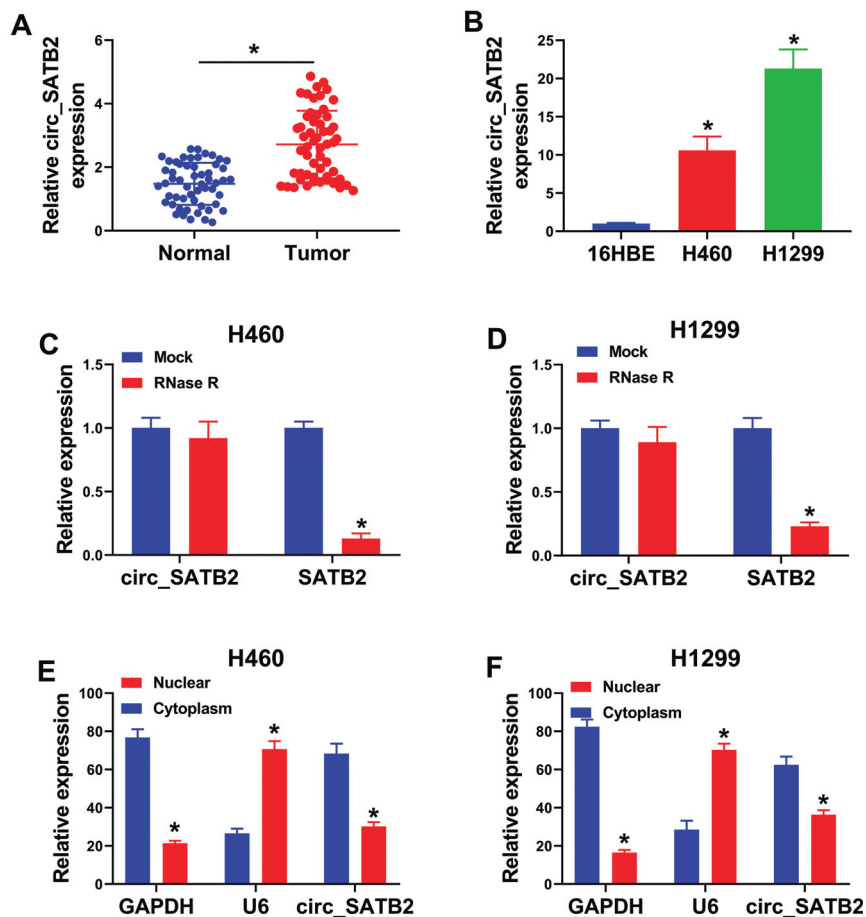 A
Relative circ_SATB2
expression
6
4
2
0
*
Normal
Tumor
B
Relative circ_SATB2
expression
25
20
15
10
5
0
*
*
16HBE
H460
H1299
C
H460
Mock
RNase R
Relative expression
1.5
1.0
0.5
0.0
*
circ_SATB2
SATB2
D
H1299
Mock
RNase R
Relative expression
1.5
1.0
0.5
0.0
*
circ_SATB2
SATB2
E
H460
Nuclear
Cytoplasm
Relative expression
100
80
60
40
20
0
*
*
*
GAPDH
U6
circ_SATB2
F
H1299
Nuclear
Cytoplasm
Relative expression
100
80
60
40
20
0
*
*
*
GAPDH
U6
circ_SATB2